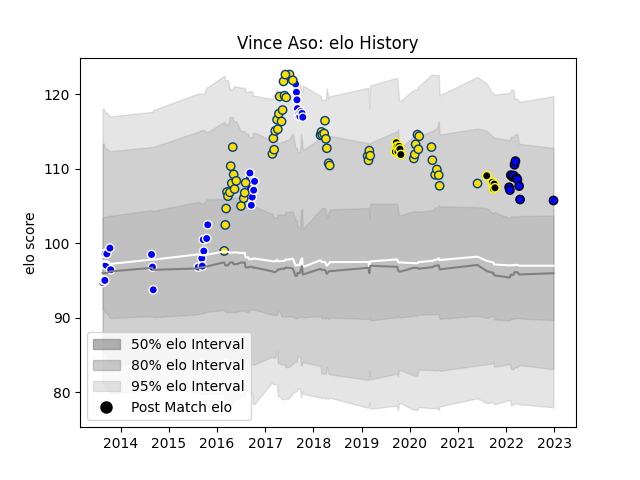 Vince Aso: elo History
elo score
120
110
100
90
80
50% elo Interval
80% elo Interval
95% elo Interval
Post Match elo
2014 2015 2016 2017 2018 2019 2020 2021 2022 2023